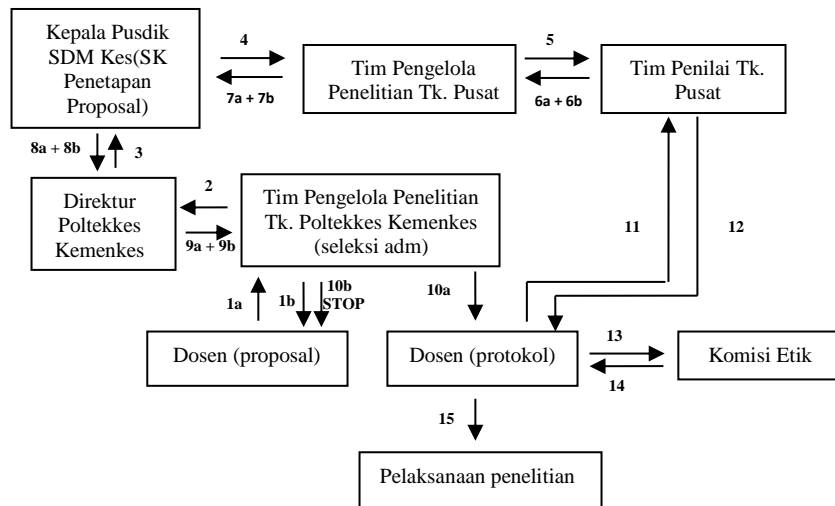 Kepala Pusdik
SDM Kes(SK
Penetapan
Proposal)
4
7a + 7b
Tim Pengelola
Penelitian Tk. Pusat
5
6a + 6b
Tim Penilai Tk.
Pusat
8a + 8b
3
Direktur
Poltekkes
Kemenkes
2
9a + 9b
Tim Pengelola Penelitian
Tk. Poltekkes Kemenkes
(seleksi adm)
11
12
1a
1b
10b
STOP
10a
Dosen (proposal)
Dosen (protokol)
13
14
Komisi Etik
15
Pelaksanaan penelitian